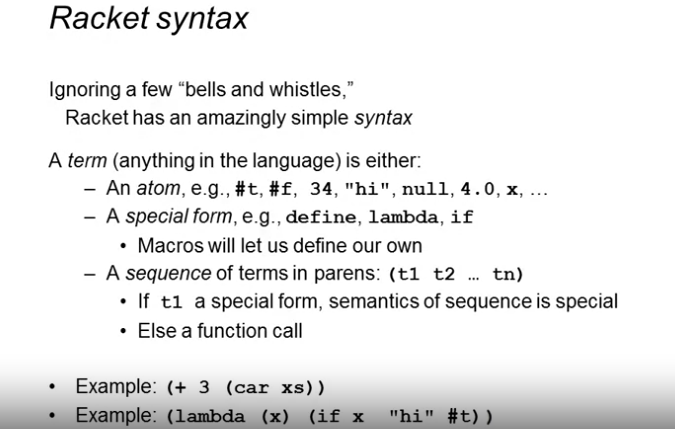 Racket syntax
Ignoring a few “bells and whistles,”
Racket has an amazingly simple syntax
A term (anything in the language) is either:
– An atom, e.g., #t, #f, 34, "hi", null, 4.0, x, …
– A special form, e.g., define, lambda, if
• Macros will let us define our own
– A sequence of terms in parens: (t1 t2 … tn)
• If t1 a special form, semantics of sequence is special
• Else a function call
• Example: (+ 3 (car xs))
• Example: (lambda (x) (if x "hi" #t))